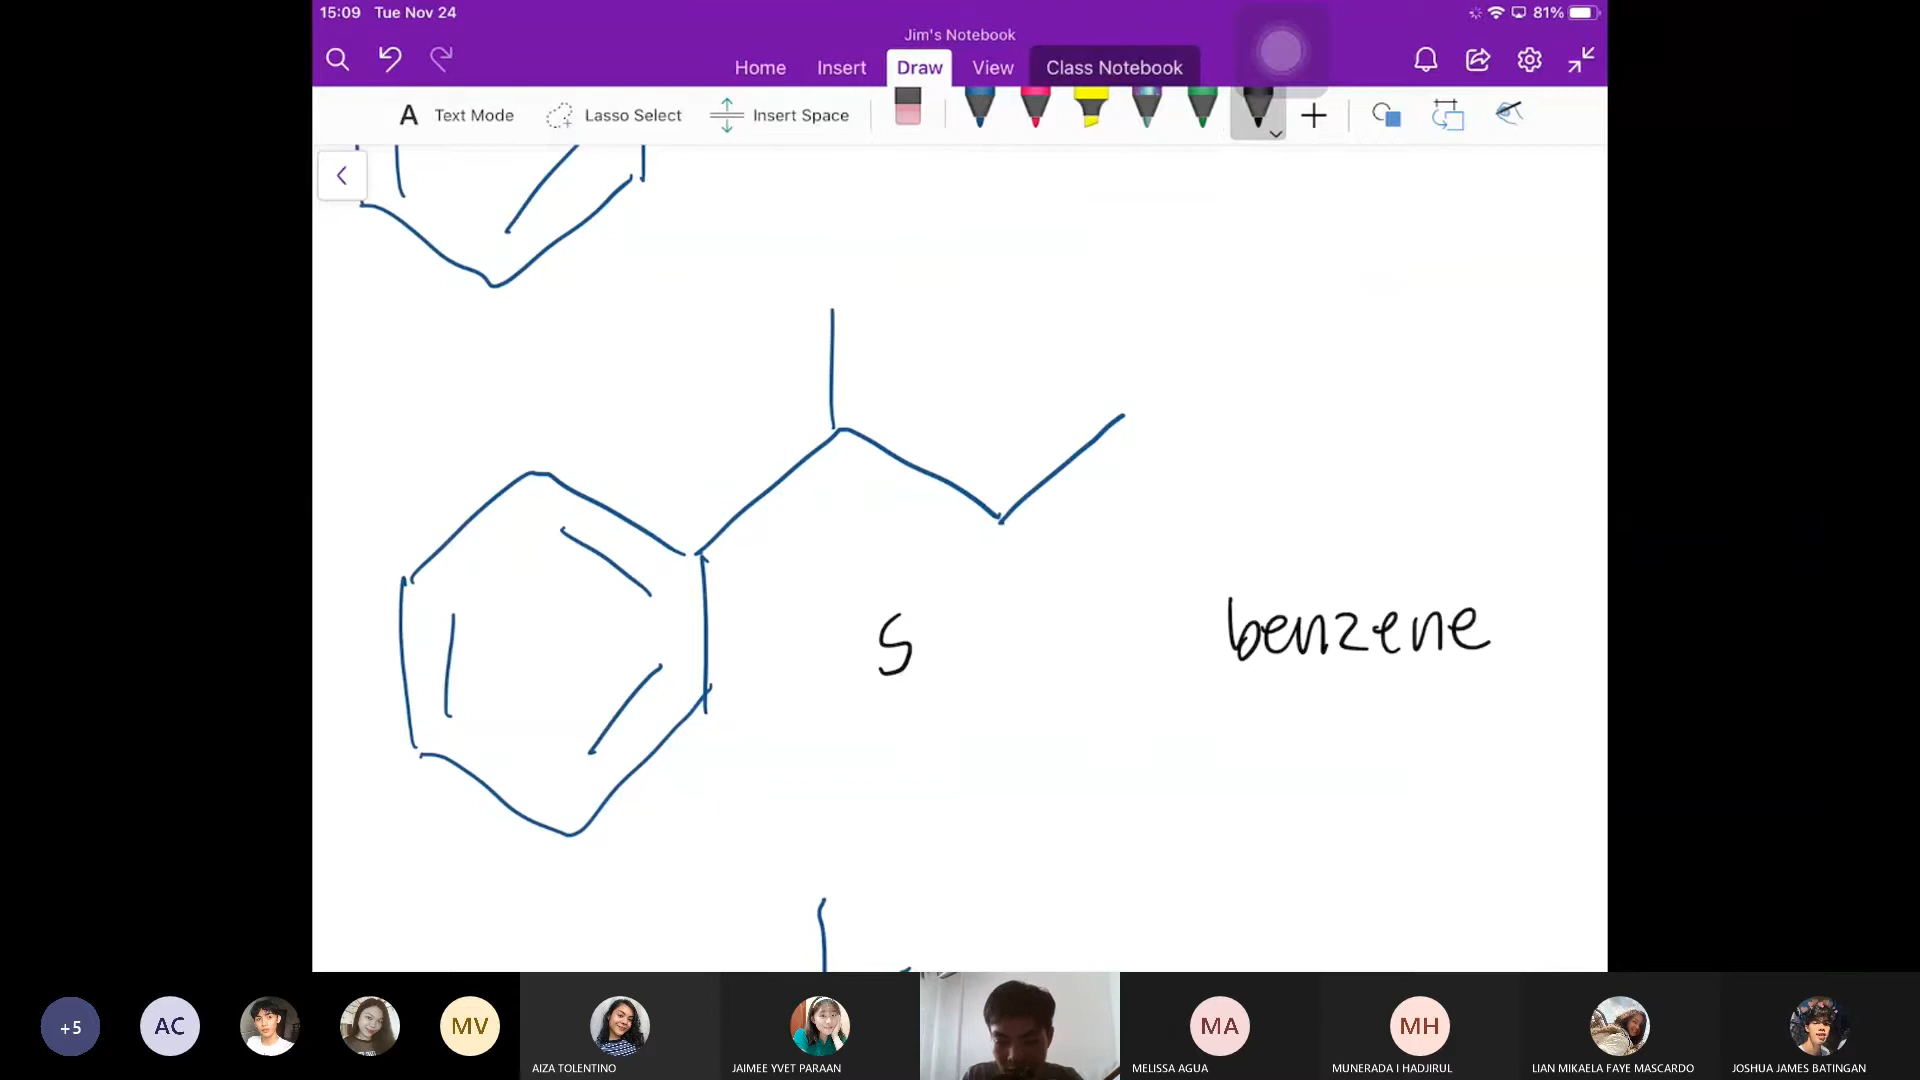 15:09 Tue Nov 24
81%
Jim's Notebook
Home Insert Draw View Class Notebook
A Text Mode Lasso Select Insert Space
s benzene
+5 AC MV MA MH
AIZA TOLENTINO JAIMEE YVET PARAAN MELISSA AGUA MUNERADA I HADJIRUL LIAN MIKAELA FAYE MASCARDO JOSHUA JAMES BATINGAN